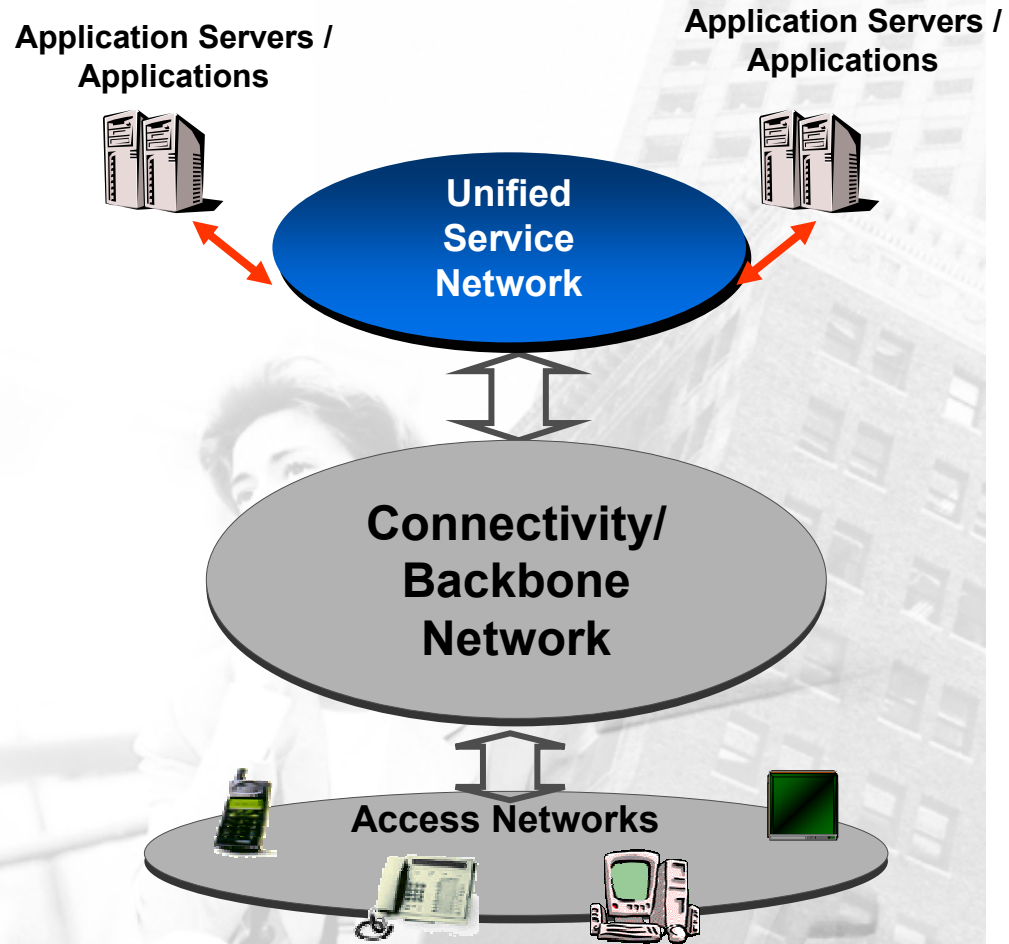 Application Servers /
Applications
Application Servers /
Applications
Unified
Service
Network
Connectivity/
Backbone
Network
Access Networks